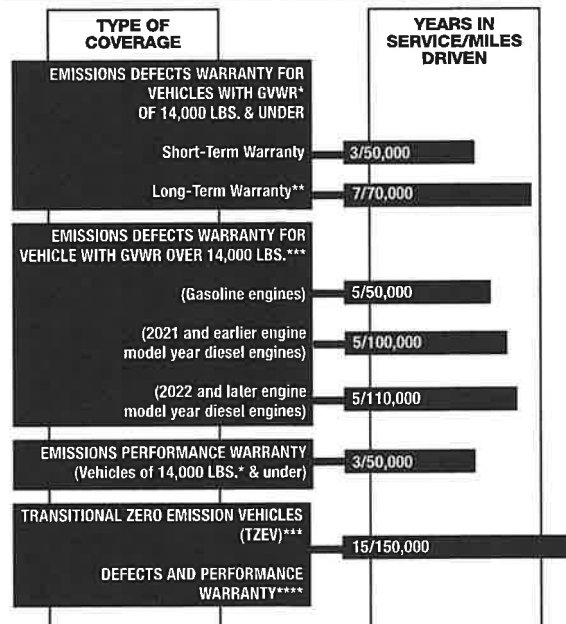 TYPE OF
COVERAGE
YEARS IN
SERVICE/MILES
DRIVEN
EMISSIONS DEFECTS WARRANTY FOR
VEHICLES WITH GVWR*
OF 14,000 LBS. & UNDER
Short-Term Warranty
3/50,000
Long-Term Warranty**
7/70,000
EMISSIONS DEFECTS WARRANTY FOR
VEHICLE WITH GVWR OVER 14,000 LBS.***
(Gasoline engines)
5/50,000
(2021 and earlier engine
model year diesel engines)
5/100,000
(2022 and later engine
model year diesel engines)
5/110,000
EMISSIONS PERFORMANCE WARRANTY
(Vehicles of 14,000 LBS.* & under)
3/50,000
TRANSITIONAL ZERO EMISSION VEHICLES
(TZEV)***
15/150,000
DEFECTS AND PERFORMANCE
WARRANTY****